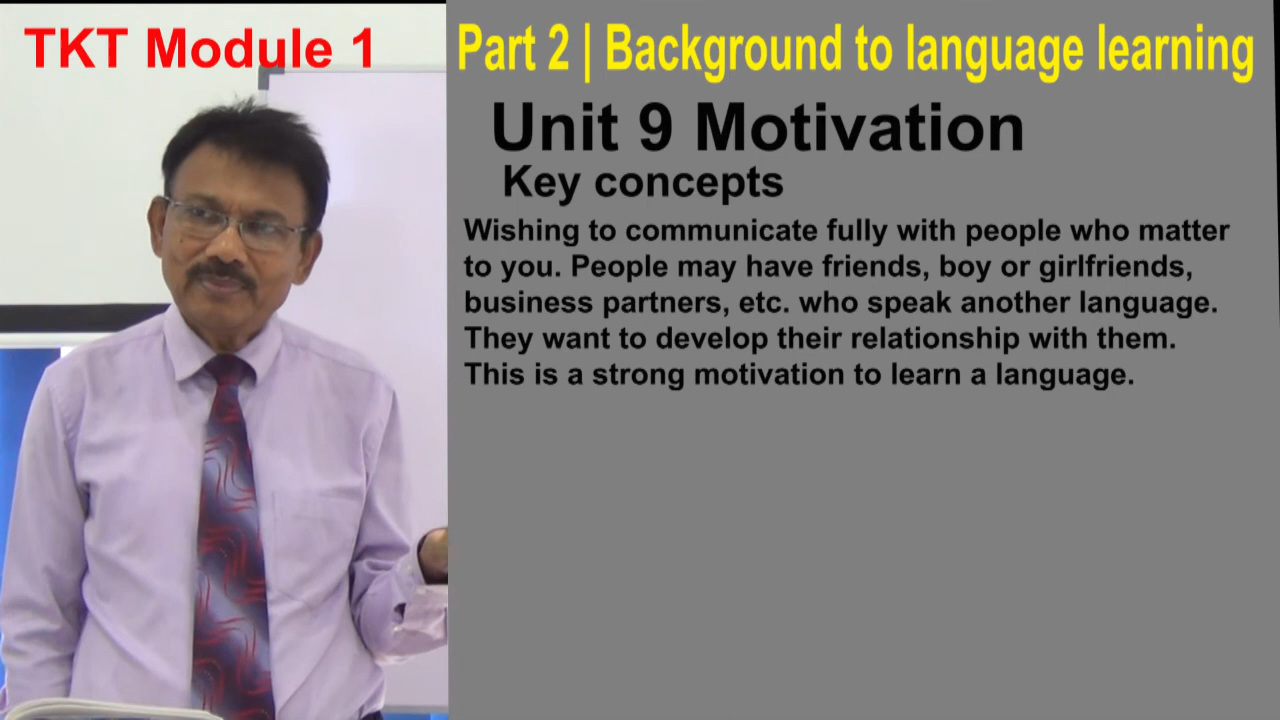 TKT Module 1
Part 2 | Background to language learning
Unit 9 Motivation
Key concepts
Wishing to communicate fully with people who matter
to you. People may have friends, boy or girlfriends,
business partners, etc. who speak another language.
They want to develop their relationship with them.
This is a strong motivation to learn a language.